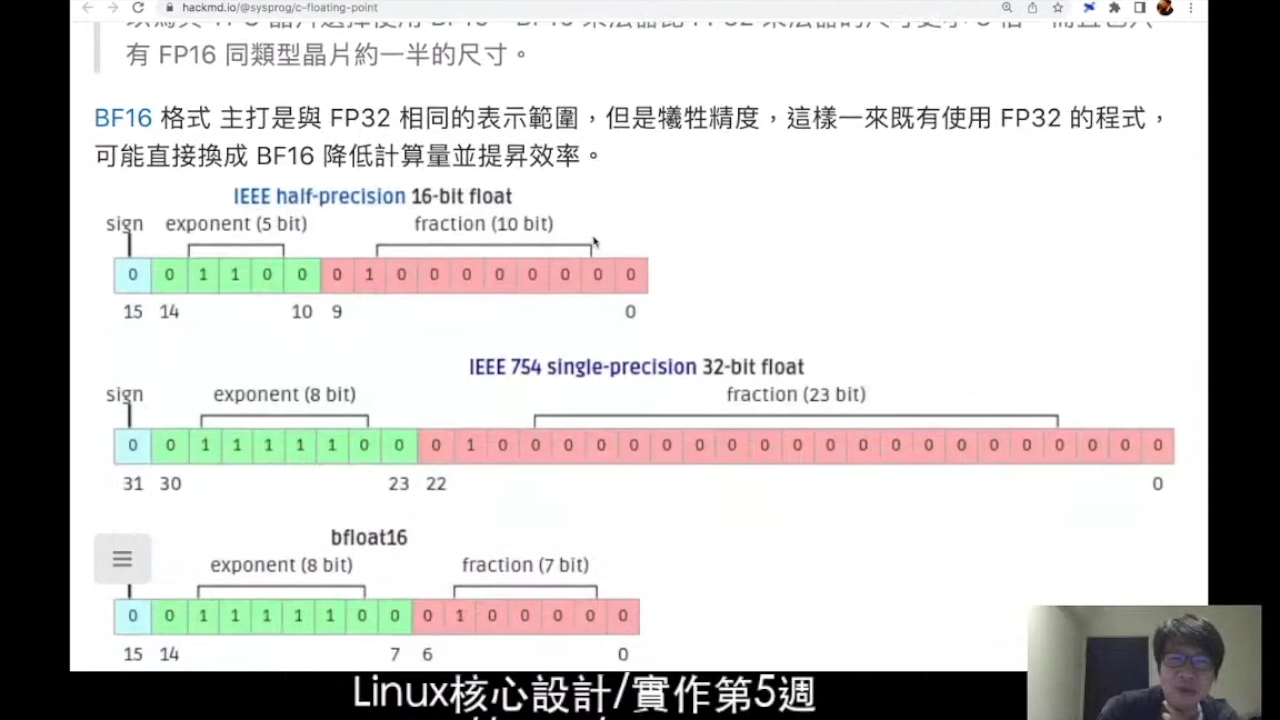 hackmd.io/@sysprog/c-floating-point
有 FP16 同類型晶片約一半的尺寸。
BF16 格式 主打是與 FP32 相同的表示範圍，但是犧牲精度，這樣一來既有使用 FP32 的程式，
可能直接換成 BF16 降低計算量並提昇效率。
IEEE half-precision 16-bit float
sign exponent (5 bit) fraction (10 bit)
0 0 1 1 0 0 0 1 0 0 0 0 0 0 0 0
15 14 10 9 0
IEEE 754 single-precision 32-bit float
sign exponent (8 bit) fraction (23 bit)
0 0 1 1 1 1 1 0 0 0 1 0 0 0 0 0 0 0 0 0 0 0 0 0 0 0 0 0 0 0 0 0
31 30 23 22 0
bfloat16
exponent (8 bit) fraction (7 bit)
0 0 1 1 1 1 1 0 0 0 1 0 0 0 0 0
15 14 7 6 0
Linux核心設計/實作第5週